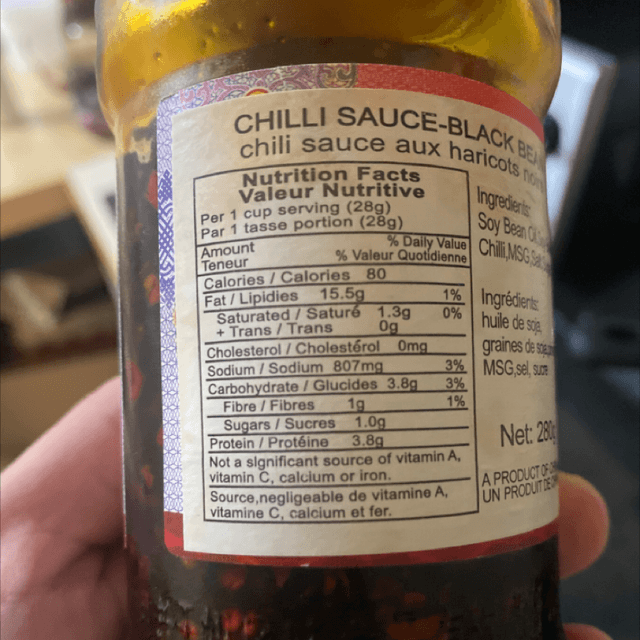 CHILLI SAUCE-BLACK
chili sauce aux haricots
Nutrition Facts
Valeur Nutritive
Per 1 cup serving (28g)
Par 1 tasse portion (28g)
Amount % Daily Value
Teneur % Valeur Quotidienne
Calories / Calories 80
Fat / Lipidies 15.5g 1%
Saturated / Saturé 1.3g 0%
+ Trans / Trans 0g
Cholesterol / Cholestérol 0mg
Sodium / Sodium 807mg 3%
Carbohydrate / Glucides 3.8g 3%
Fibre / Fibres 1g 1%
Sugars / Sucres 1.0g
Protein / Protéine 3.8g
Not a significant source of vitamin A,
vitamin C, calcium or iron.
Source,negligeable de vitamine A,
vitamine C, calcium et fer.
Ingredients:
Soy Bean
Chilli,MSG,
Ingrédients:
huile de soja,
graines de
MSG,sel, sucre
Net: 280g
A PRODUCT OF
UN PRODUIT DE